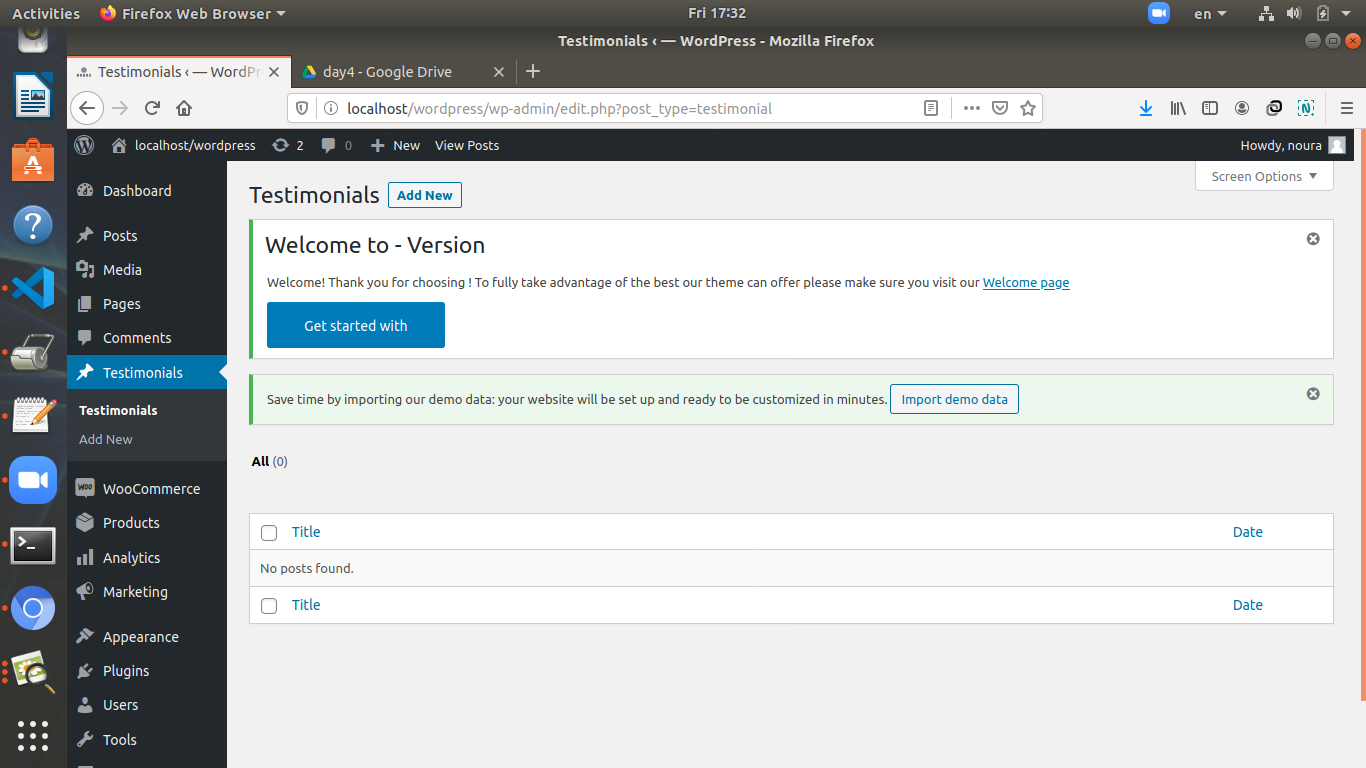 Activities Firefox Web Browser Fri 17:32 en
Testimonials ‹ — WordPress - Mozilla Firefox
Testimonials ‹ — WordPr day4 - Google Drive
localhost/wordpress/wp-admin/edit.php?post_type=testimonial
localhost/wordpress 2 0 New View Posts Howdy, noura
Screen Options
Dashboard
Posts
Media
Pages
Comments
Testimonials
Testimonials
Add New
WooCommerce
Products
Analytics
Marketing
Appearance
Plugins
Users
Tools
Testimonials Add New
Welcome to - Version
Welcome! Thank you for choosing ! To fully take advantage of the best our theme can offer please make sure you visit our Welcome page
Get started with
Save time by importing our demo data: your website will be set up and ready to be customized in minutes. Import demo data
All (0)
Title Date
No posts found.
Title Date